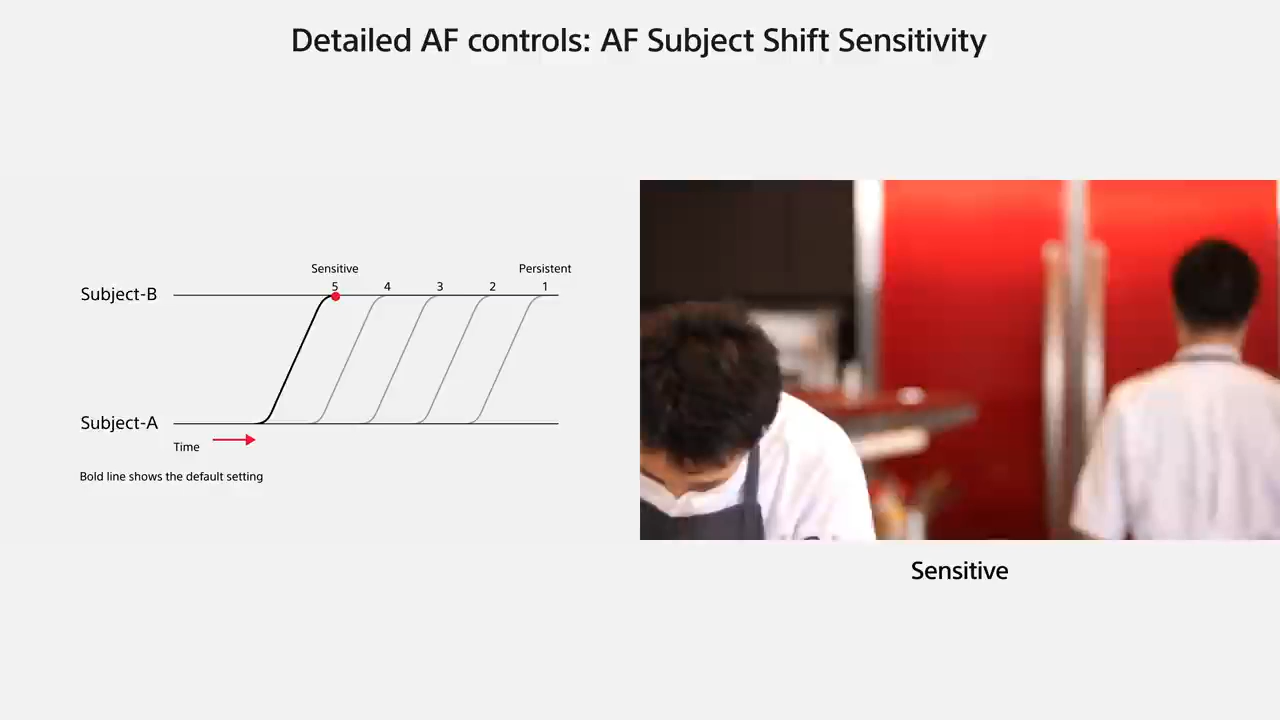 Detailed AF controls: AF Subject Shift Sensitivity
Sensitive
Persistent
5 4 3 2 1
Subject-B
Subject-A
Time
Bold line shows the default setting
Sensitive